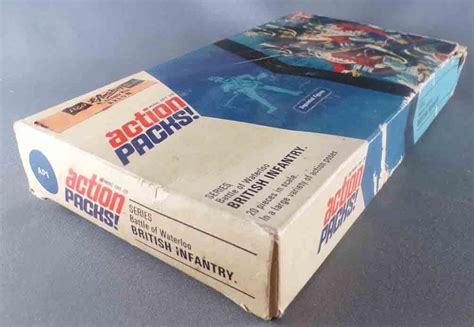 action
PACKS!
SERIES
Battle of Waterloo
BRITISH INFANTRY.
20 pieces in scale.
In a large variety of action poses
AP1
action
PACKS!
SERIES
Battle of Waterloo
BRITISH INFANTRY.
action
PACKS!